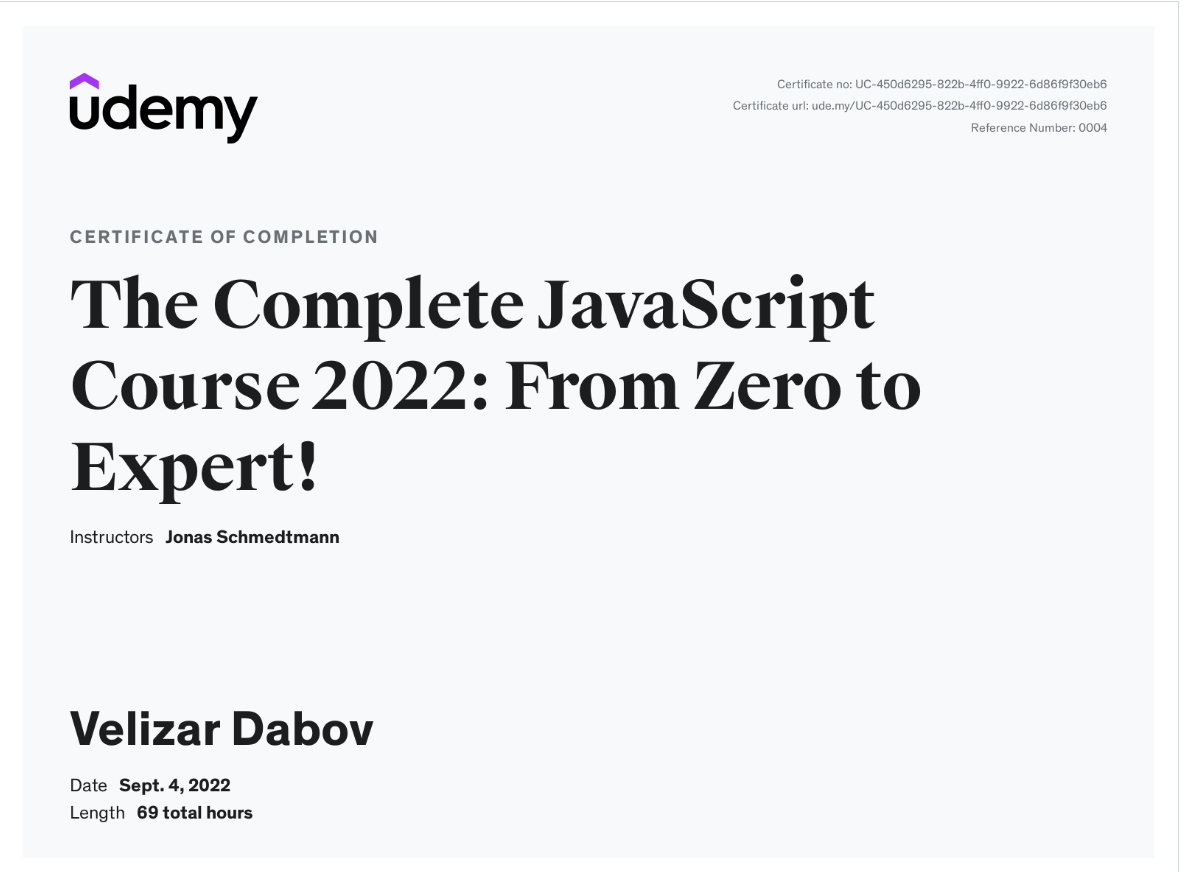 udemy
Certificate no: UC-450d6295-822b-4ff0-9922-6d86f9f30eb6
Certificate url: ude.my/UC-450d6295-822b-4ff0-9922-6d86f9f30eb6
Reference Number: 0004
CERTIFICATE OF COMPLETION
The Complete JavaScript
Course 2022: From Zero to
Expert!
Instructors Jonas Schmedtmann
Velizar Dabov
Date Sept. 4, 2022
Length 69 total hours